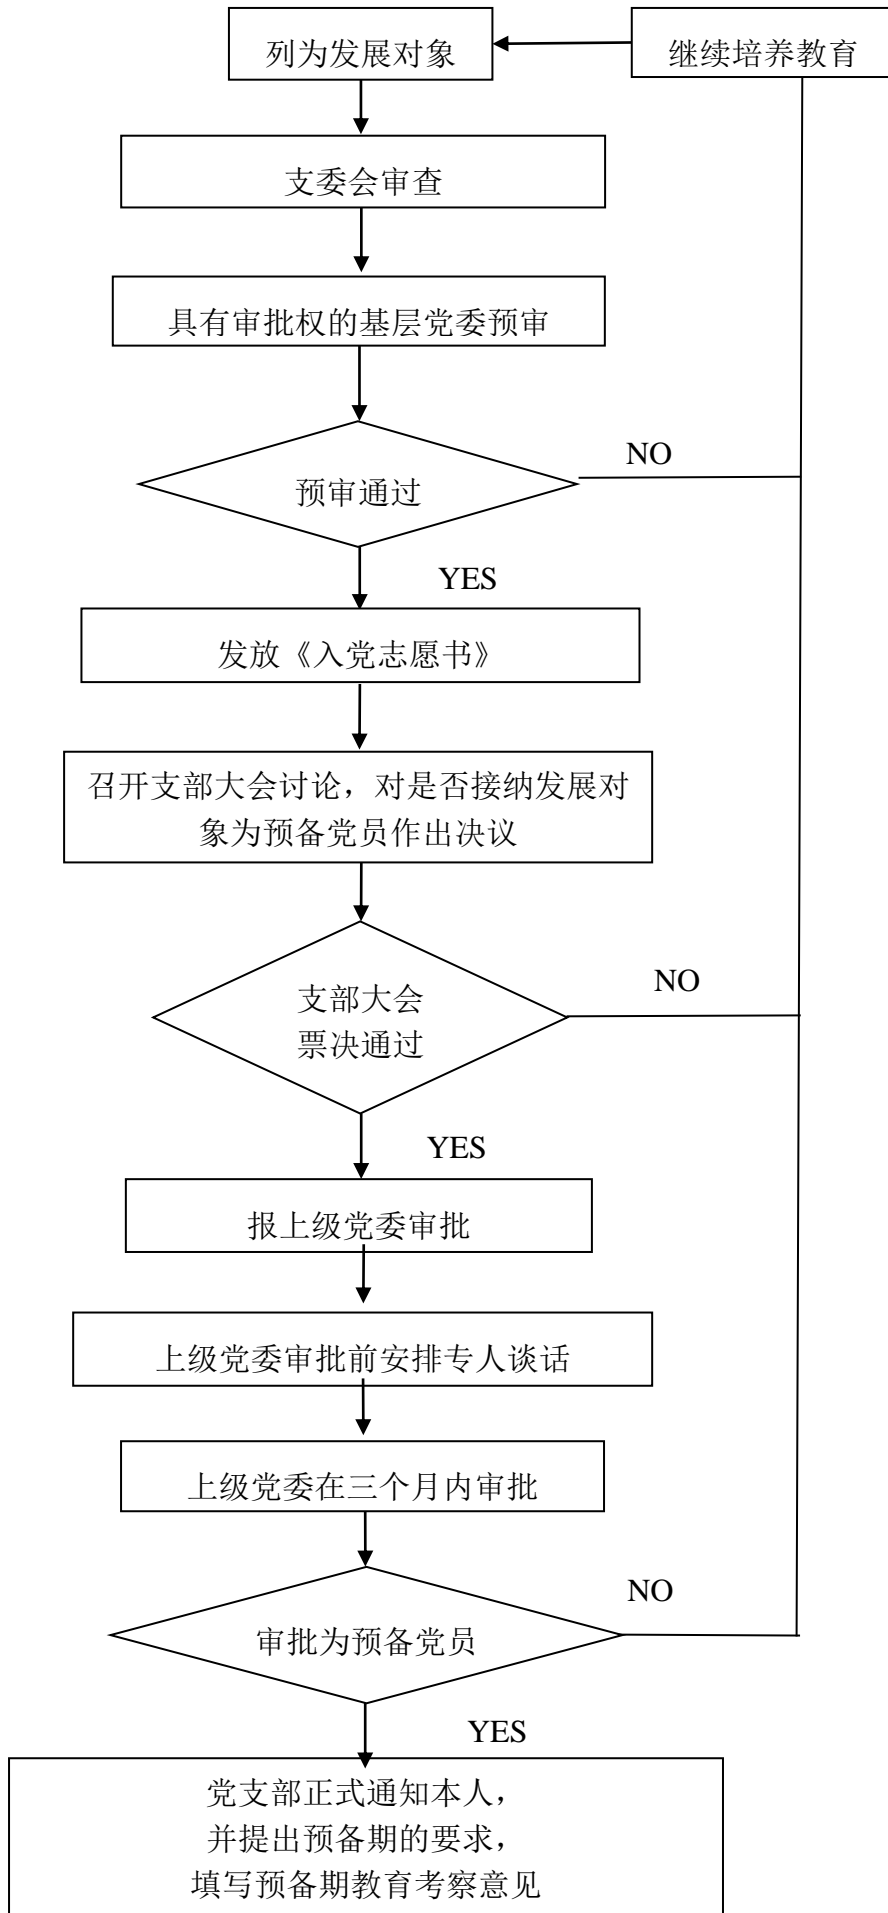 列为发展对象
继续培养教育
支委会审查
具有审批权的基层党委预审
预审通过
NO
YES
发放《入党志愿书》
召开支部大会讨论，对是否接纳发展对
象为预备党员作出决议
支部大会
票决通过
NO
YES
报上级党委审批
上级党委审批前安排专人谈话
上级党委在三个月内审批
审批为预备党员
NO
YES
党支部正式通知本人，
并提出预备期的要求，
填写预备期教育考察意见